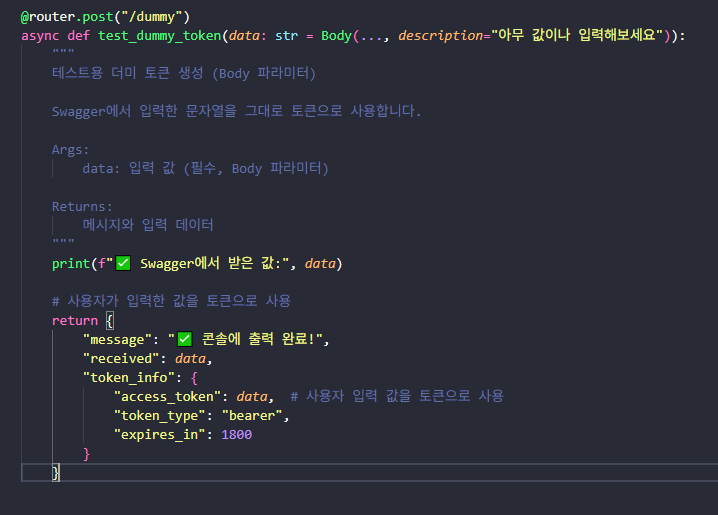 @router.post("/dummy")
async def test_dummy_token(data: str = Body(..., description="아무 값이나 입력해보세요")):
"""
테스트용 더미 토큰 생성 (Body 파라미터)
Swagger에서 입력한 문자열을 그대로 토큰으로 사용합니다.
Args:
data: 입력 값 (필수, Body 파라미터)
Returns:
메시지와 입력 데이터
"""
print(f"✅ Swagger에서 받은 값:", data)
# 사용자가 입력한 값을 토큰으로 사용
return {
"message": "✅ 콘솔에 출력 완료!",
"received": data,
"token_info": {
"access_token": data,  # 사용자 입력 값을 토큰으로 사용
"token_type": "bearer",
"expires_in": 1800
}
}